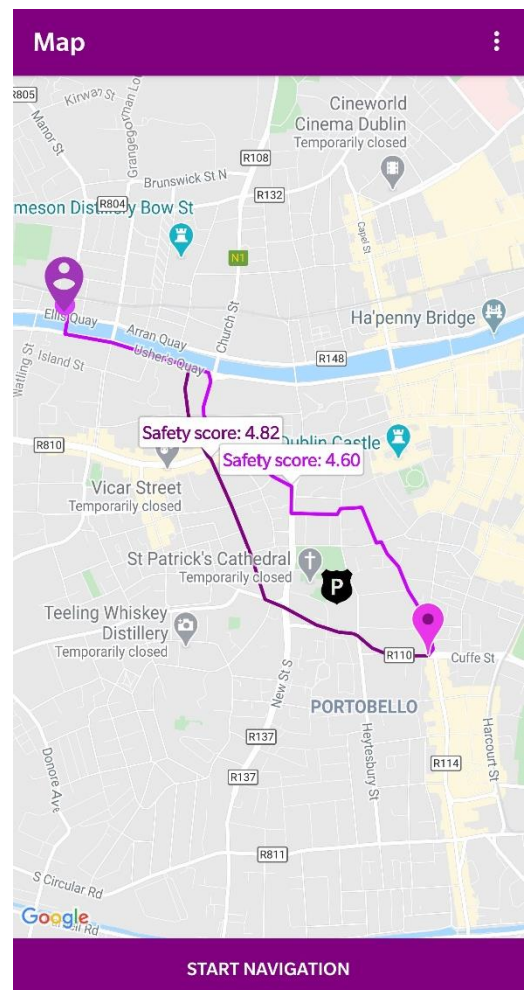 Map
R805
Kirwan St
Manor St
Grangegorman Lo
Cineworld
Cinema Dublin
Temporarily closed
R108
Brunswick St N
R804
R132
meson Distillery Bow St
Capel St
N1
Church St
Ellis Quay
Arran Quay
Usher's Quay
Ha'penny Bridge
Watling St
Island St
R148
Safety score: 4.82
Dublin Castle
R810
Safety score: 4.60
Vicar Street
Temporarily closed
St Patrick's Cathedral
Temporarily closed
P
Teeling Whiskey
Distillery
Temporarily closed
R110
Cuffe St
New St S
PORTOBELLO
R137
Heytesbury St
Harcourt St
R114
Donore Ave
R137
R811
S Circular Rd
Google
START NAVIGATION